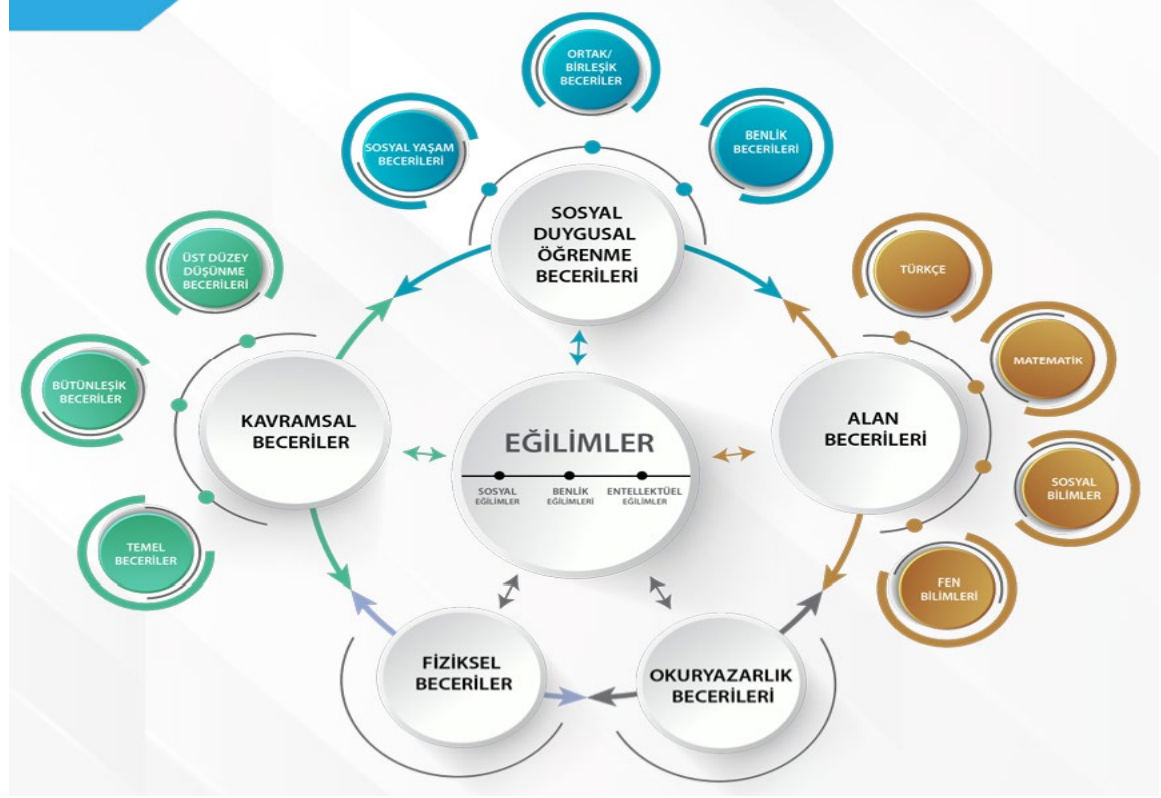 ORTAK/
BİRLEŞİK
BECERİLER
SOSYAL YAŞAM
BECERİLERİ
BENLİK
BECERİLERİ
SOSYAL
DUYGUSAL
ÖĞRENME
BECERİLERİ
ÜST DÜZEY
DÜŞÜNME
BECERİLERİ
TÜRKÇE
BÜTÜNLEŞİK
BECERİLER
MATEMATİK
KAVRAMSAL
BECERİLER
ALAN
BECERİLERİ
EĞİLİMLER
SOSYAL
EĞİLİMLER
BENLİK
EĞİLİMLERİ
ENTELLEKTÜEL
EĞİLİMLER
SOSYAL
BİLİMLER
TEMEL
BECERİLER
FEN
BİLİMLERİ
FİZİKSEL
BECERİLER
OKURYAZARLIK
BECERİLERİ